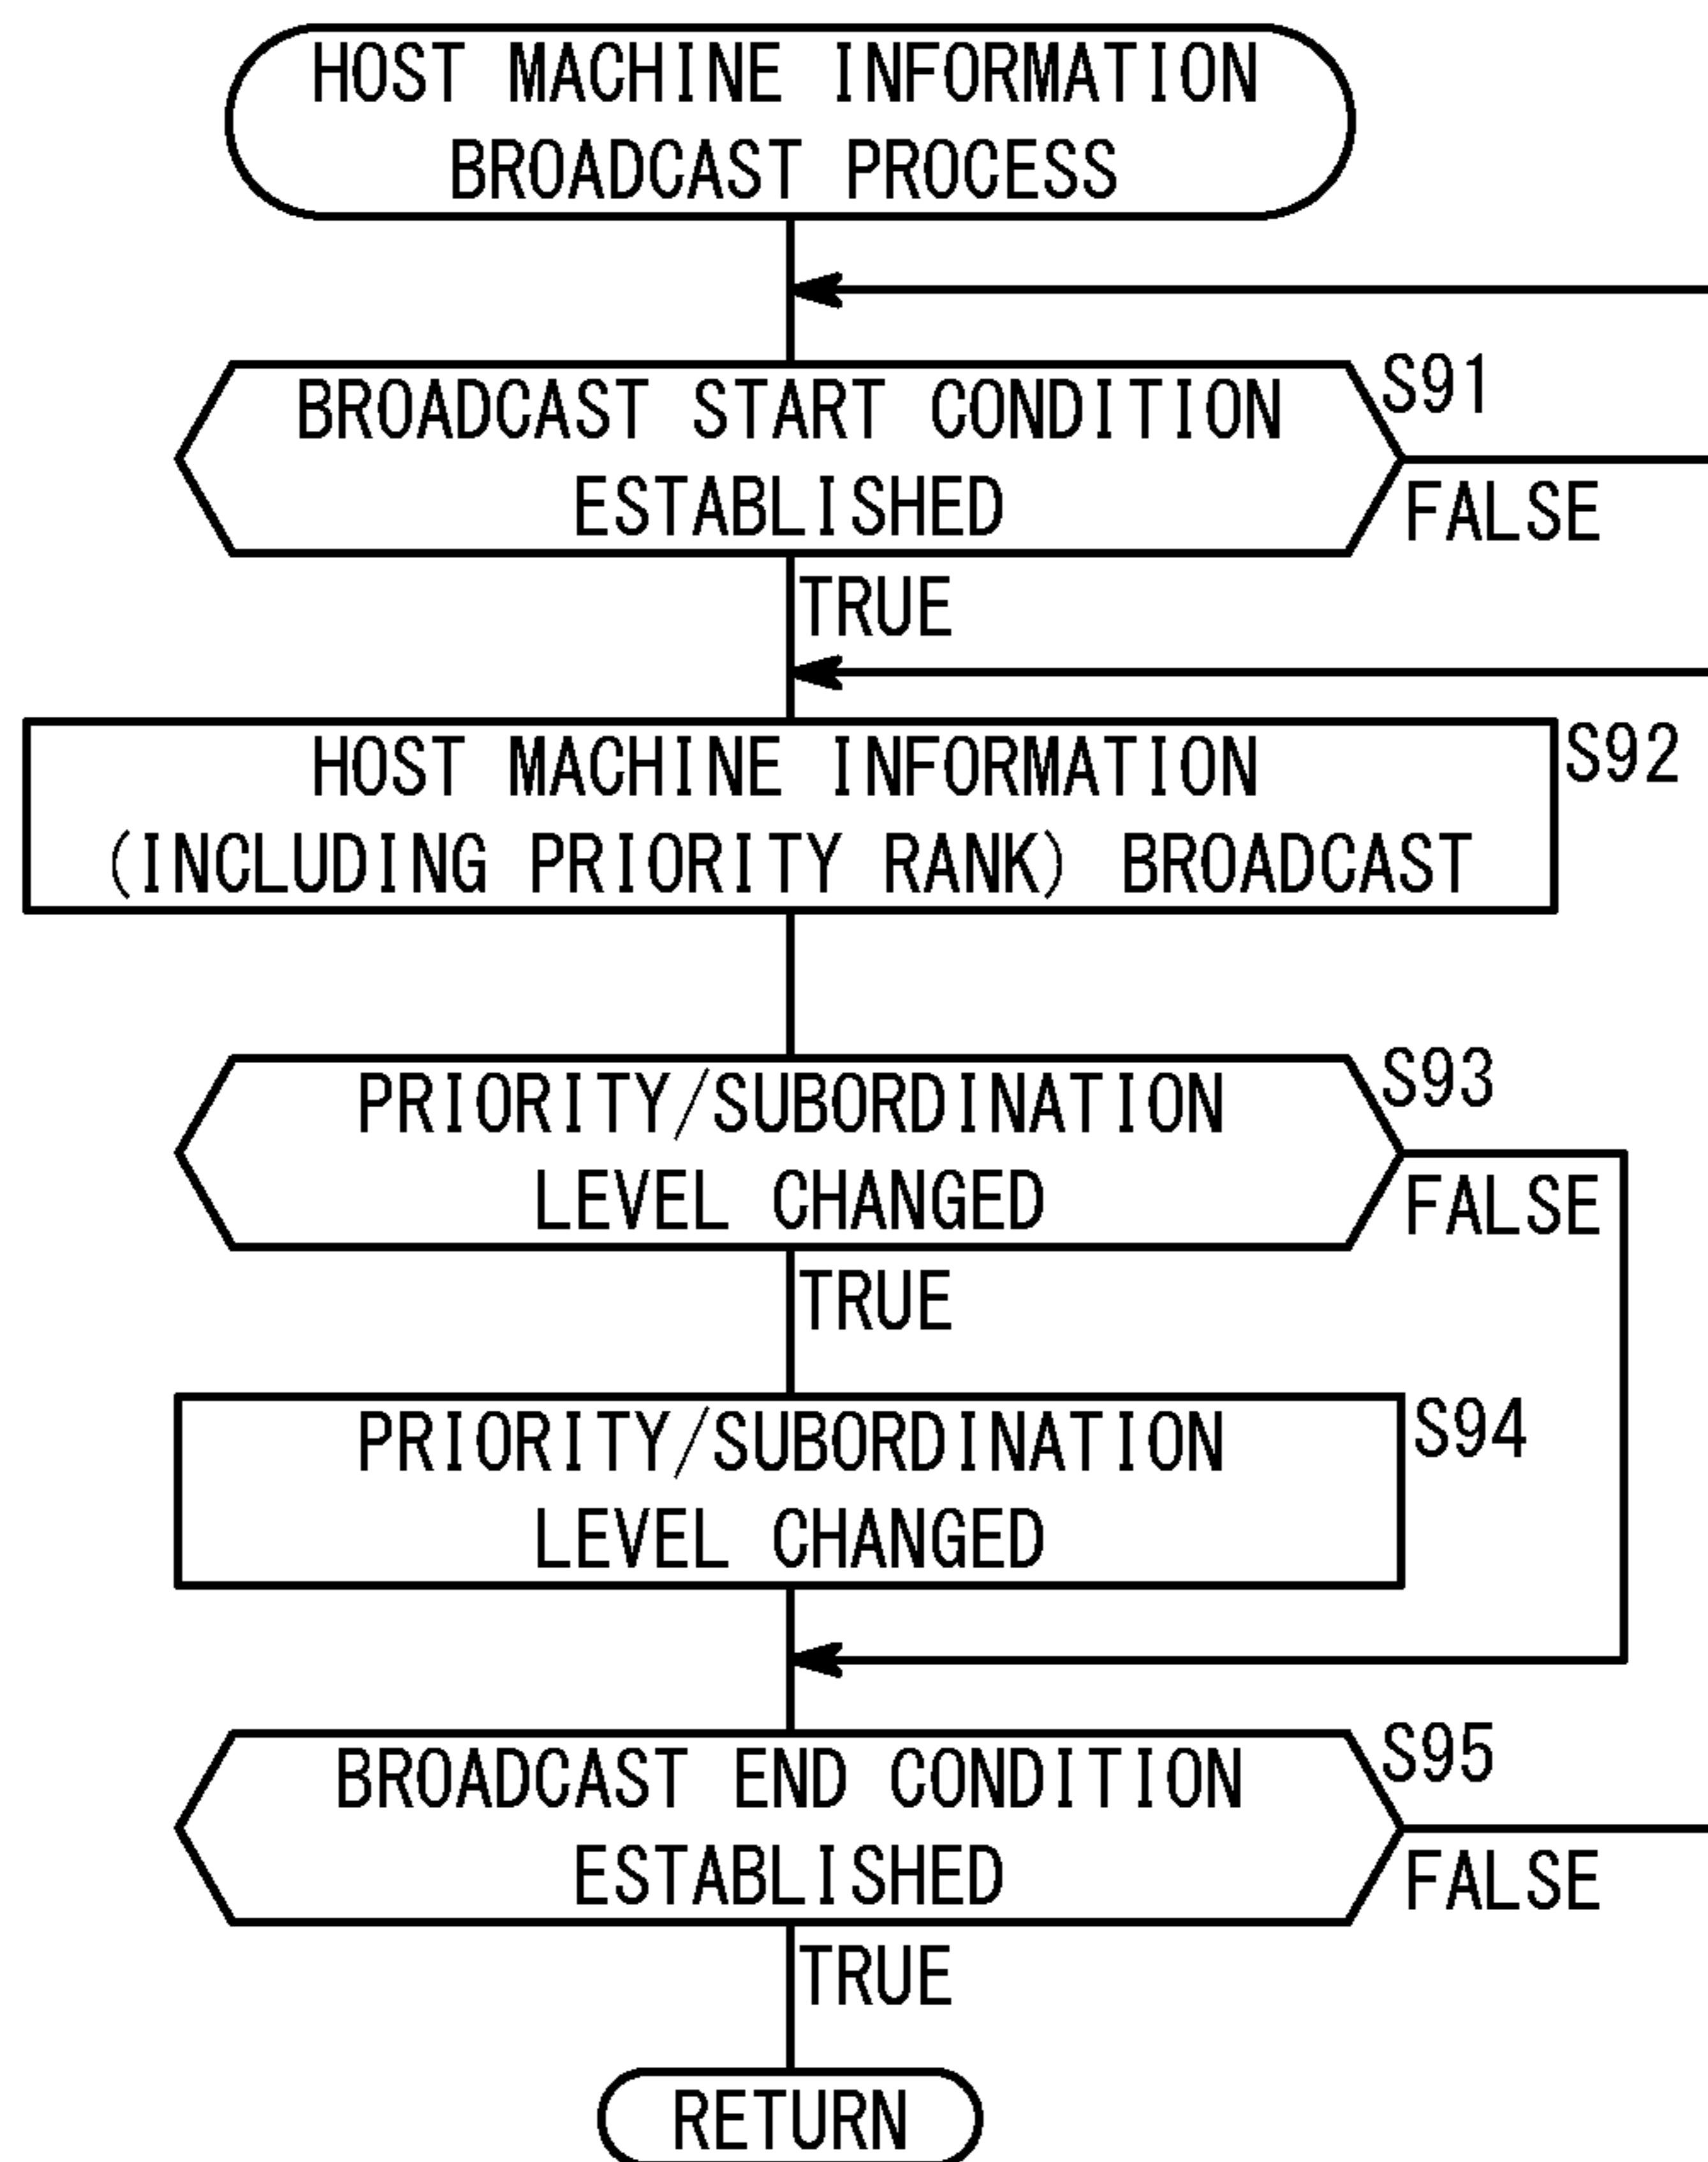 HOST MACHINE INFORMATION
BROADCAST PROCESS
BROADCAST START CONDITION
ESTABLISHED
S91
FALSE
TRUE
HOST MACHINE INFORMATION
(INCLUDING PRIORITY RANK) BROADCAST
S92
PRIORITY/SUBORDINATION
LEVEL CHANGED
S93
FALSE
TRUE
PRIORITY/SUBORDINATION
LEVEL CHANGED
S94
BROADCAST END CONDITION
ESTABLISHED
S95
FALSE
TRUE
RETURN